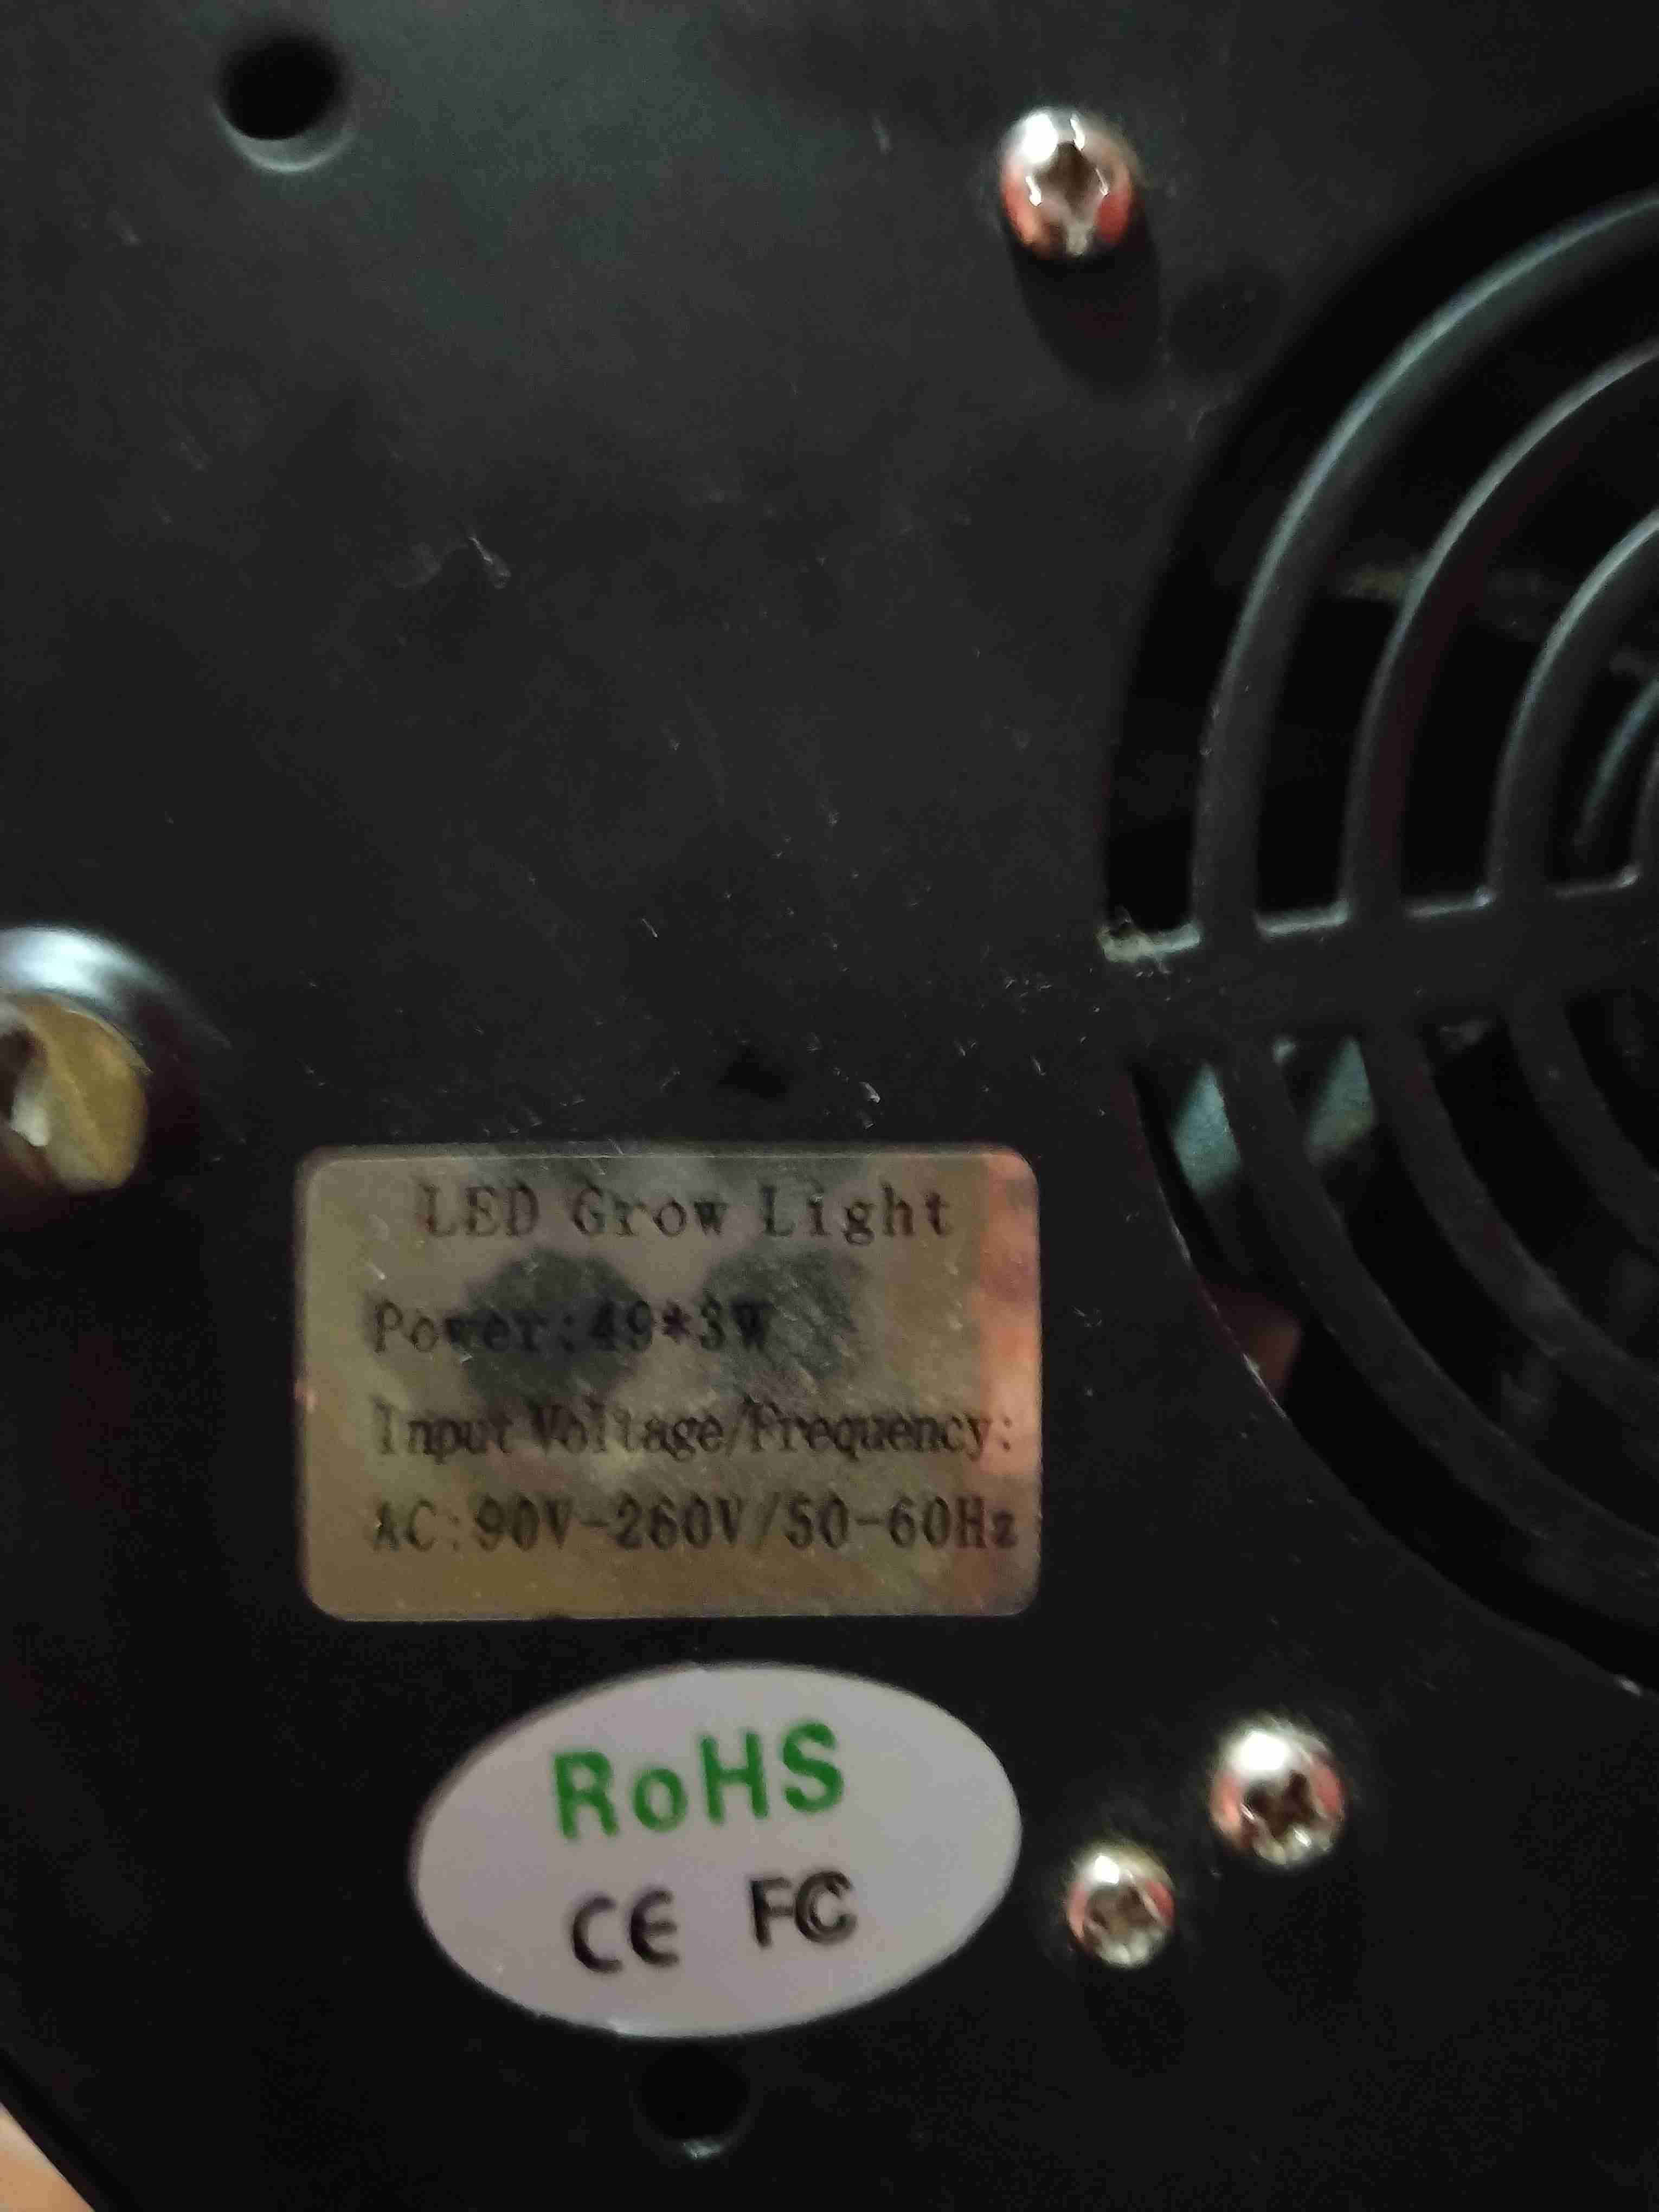 LED Grow Light
Power:49*3W
Input Voltage/Frequency:
AC:90V-260V/50-60Hz
RoHS
CE FC